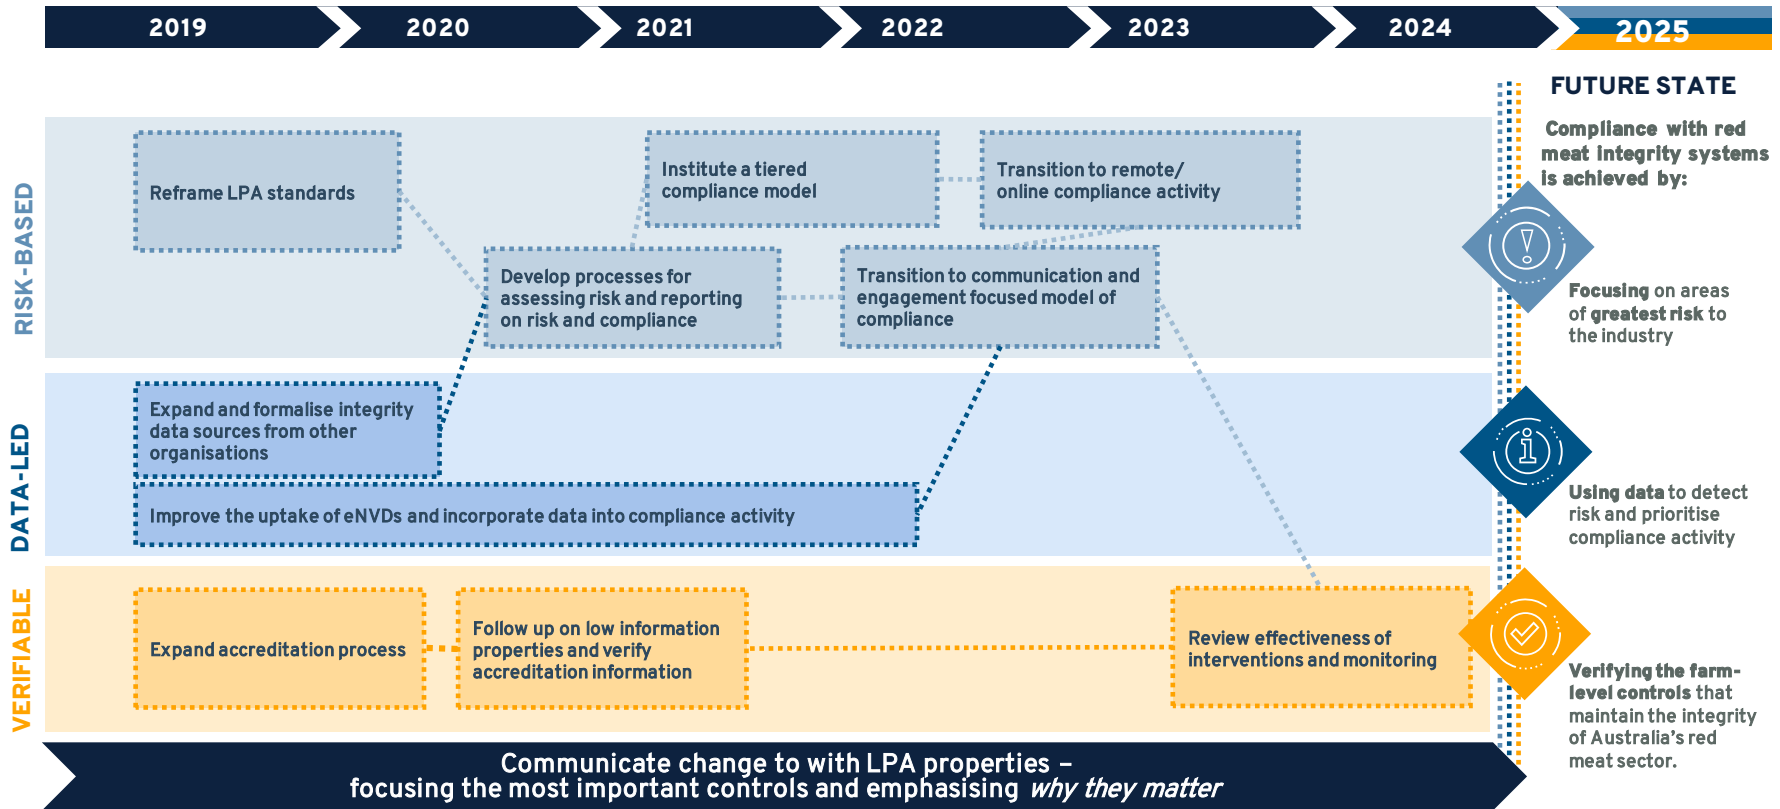 2019
2020
2021
2022
2023
2024
2025
FUTURE STATE
Compliance with red
meat integrity systems
is achieved by:
RISK-BASED
Reframe LPA standards
Institute a tiered
compliance model
Transition to remote/
online compliance activity
Develop processes for
assessing risk and reporting
on risk and compliance
Transition to communication and
engagement focused model of
compliance
Focusing on areas
of greatest risk to
the industry
DATA-LED
Expand and formalise integrity
data sources from other
organisations
Improve the uptake of eNVDs and incorporate data into compliance activity
Using data to detect
risk and prioritise
compliance activity
VERIFIABLE
Expand accreditation process
Follow up on low information
properties and verify
accreditation information
Review effectiveness of
interventions and monitoring
Verifying the farm-
level controls that
maintain the integrity
of Australia's red
meat sector.
Communicate change to with LPA properties –
focusing the most important controls and emphasising why they matter